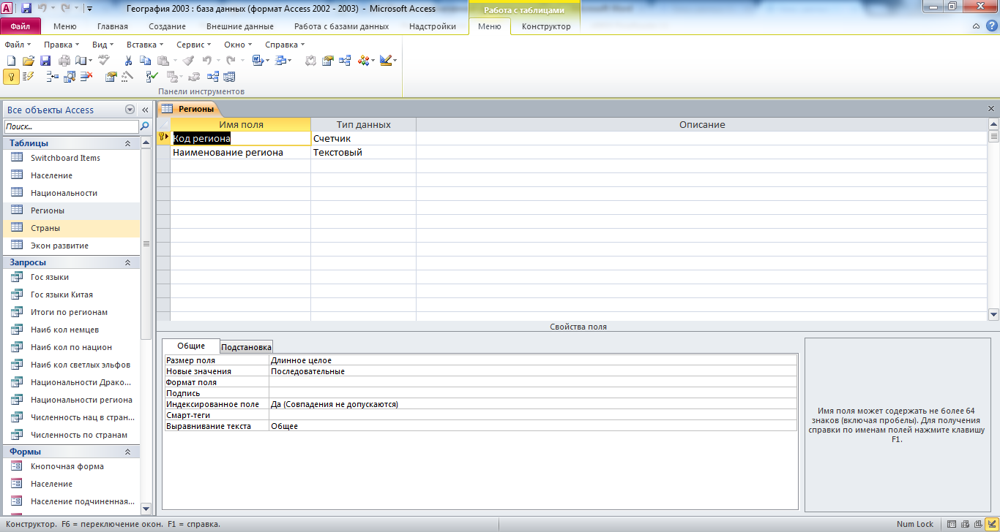 География 2003 : база данных (формат Access 2002 - 2003) - Microsoft Access
Работа с таблицами
Файл Меню Главная Создание Внешние данные Работа с базами данных Надстройки Меню Конструктор
Файл Правка Вид Вставка Сервис Окно Справка
Панели инструментов
Все объекты Access
Поиск...
Таблицы
Switchboard Items
Население
Национальности
Регионы
Страны
Экон развитие
Запросы
Гос языки
Гос языки Китая
Итоги по регионам
Наиб кол немцев
Наиб кол по национ
Наиб кол светлых эльфов
Национальности Драко...
Национальности региона
Численность нац в стран...
Численность по странам
Формы
Кнопочная форма
Население
Население подчиненная...
Регионы
Имя поля Тип данных Описание
Код региона Счетчик
Наименование региона Текстовый
Свойства поля
Общие Подстановка
Размер поля Длинное целое
Новые значения Последовательные
Формат поля
Подпись
Индексированное поле Да (Совпадения не допускаются)
Смарт-теги
Выравнивание текста Общее
Имя поля может содержать не более 64
знаков (включая пробелы). Для получения
справки по именам полей нажмите клавишу
F1.
Конструктор. F6 = переключение окон. F1 = справка.
Num Lock